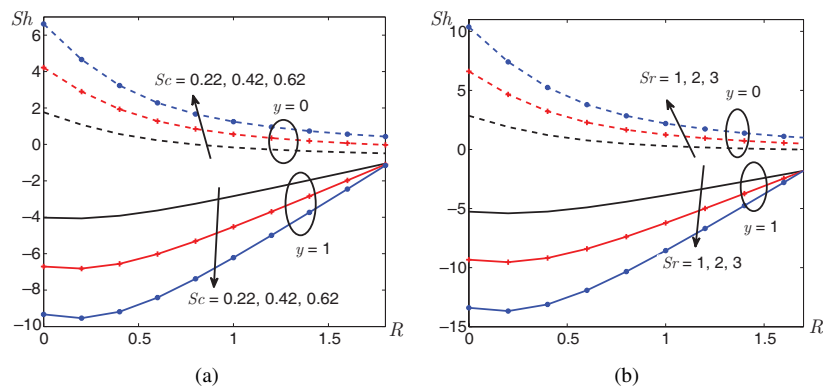 Sh
6
4
2
0
−2
−4
−6
−8
−10
0
0.5
1
1.5
R
Sc = 0.22, 0.42, 0.62
y = 0
y = 1
Sc = 0.22, 0.42, 0.62
(a)
Sh
10
5
0
−5
−10
−15
0
0.5
1
1.5
R
Sr = 1, 2, 3
y = 0
y = 1
Sr = 1, 2, 3
(b)